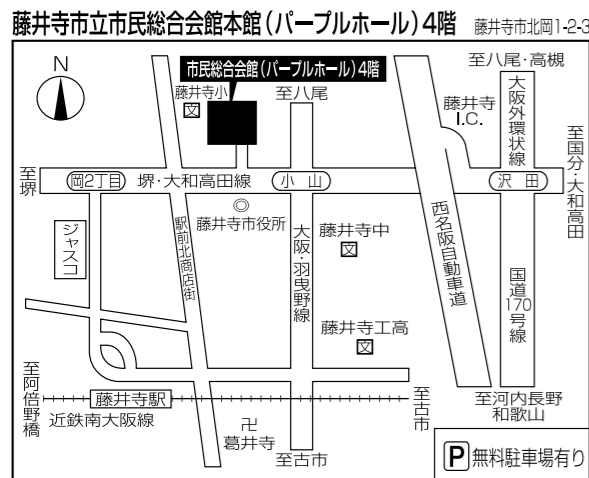 藤井寺市立市民総合会館本館(パープルホール)4階 藤井寺市北岡1-2-3
N
市民総合会館(パープルホール)4階
藤井寺小
文
至八尾
至八尾・高槻
藤井寺
I.C.
大阪外環状線
至国分・大和高田
至堺
岡2丁目
堺・大和高田線
小山
沢田
◎
藤井寺市役所
ジャスコ
駅前北商店街
大阪・羽曳野線
藤井寺中
文
西名阪自動車道
国道170号線
藤井寺工高
文
至阿倍野橋
藤井寺駅
近鉄南大阪線
卍
葛井寺
至古市
至古市
至河内長野
和歌山
P 無料駐車場有り